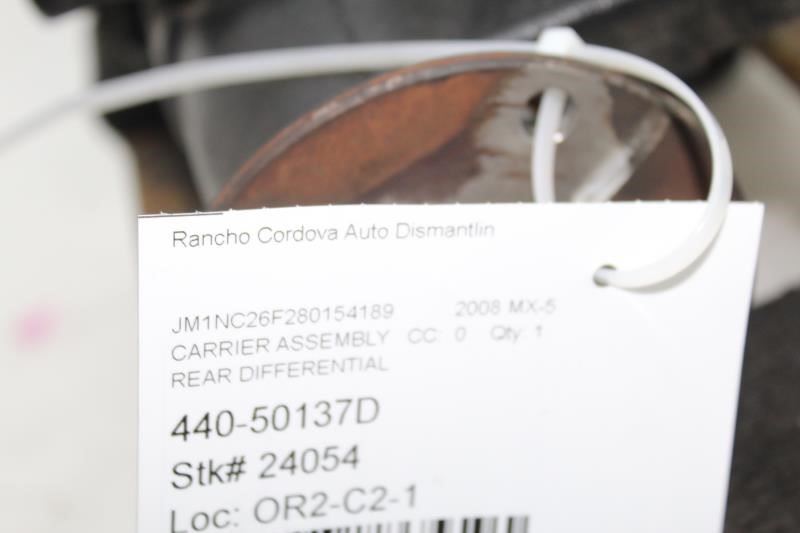 Rancho Cordova Auto Dismantlin
JM1NC26F280154189 2008 MX-5
CARRIER ASSEMBLY CC: 0 Qty: 1
REAR DIFFERENTIAL
440-50137D
Stk# 24054
Loc: OR2-C2-1